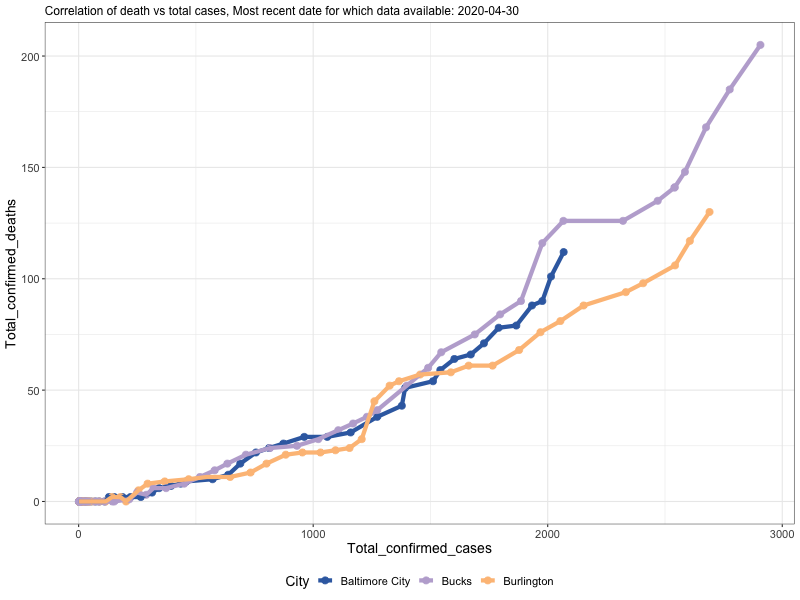 Correlation of death vs total cases, Most recent date for which data available: 2020-04-30
Total_confirmed_deaths
200
150
100
50
0
0 1000 2000 3000
Total_confirmed_cases
City Baltimore City Bucks Burlington